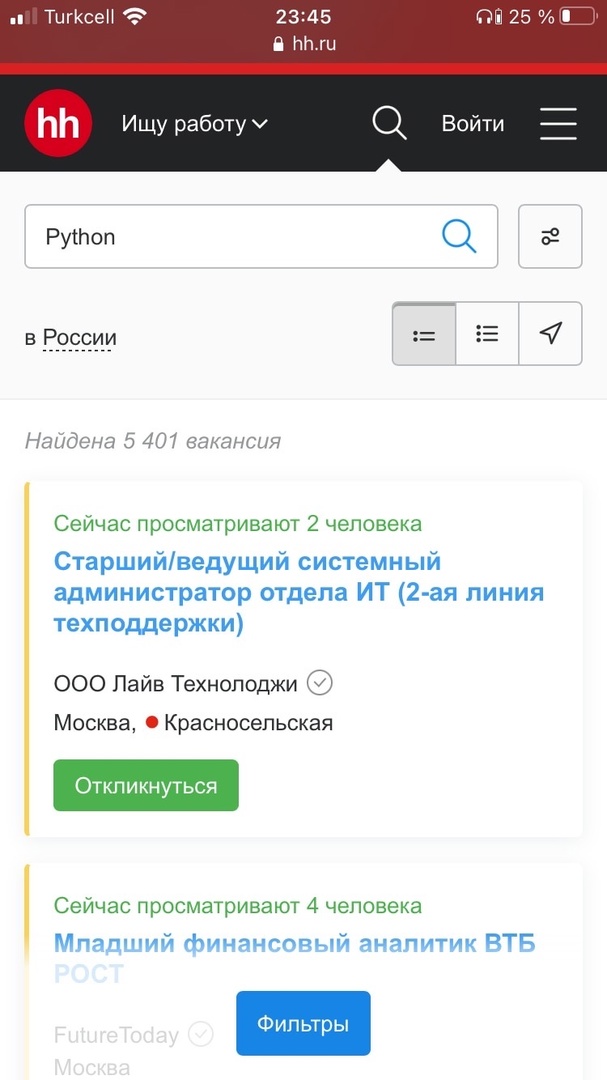 Turkcell 23:45 25 %
hh.ru
hh Ищу работу Войти
Python
в России
Найдена 5 401 вакансия
Сейчас просматривают 2 человека
Старший/ведущий системный
администратор отдела ИТ (2-ая линия
техподдержки)
ООО Лайв Технолоджи
Москва, Красносельская
Откликнуться
Сейчас просматривают 4 человека
Младший финансовый аналитик ВТБ
РОСТ
Фильтры
FutureToday
Москва